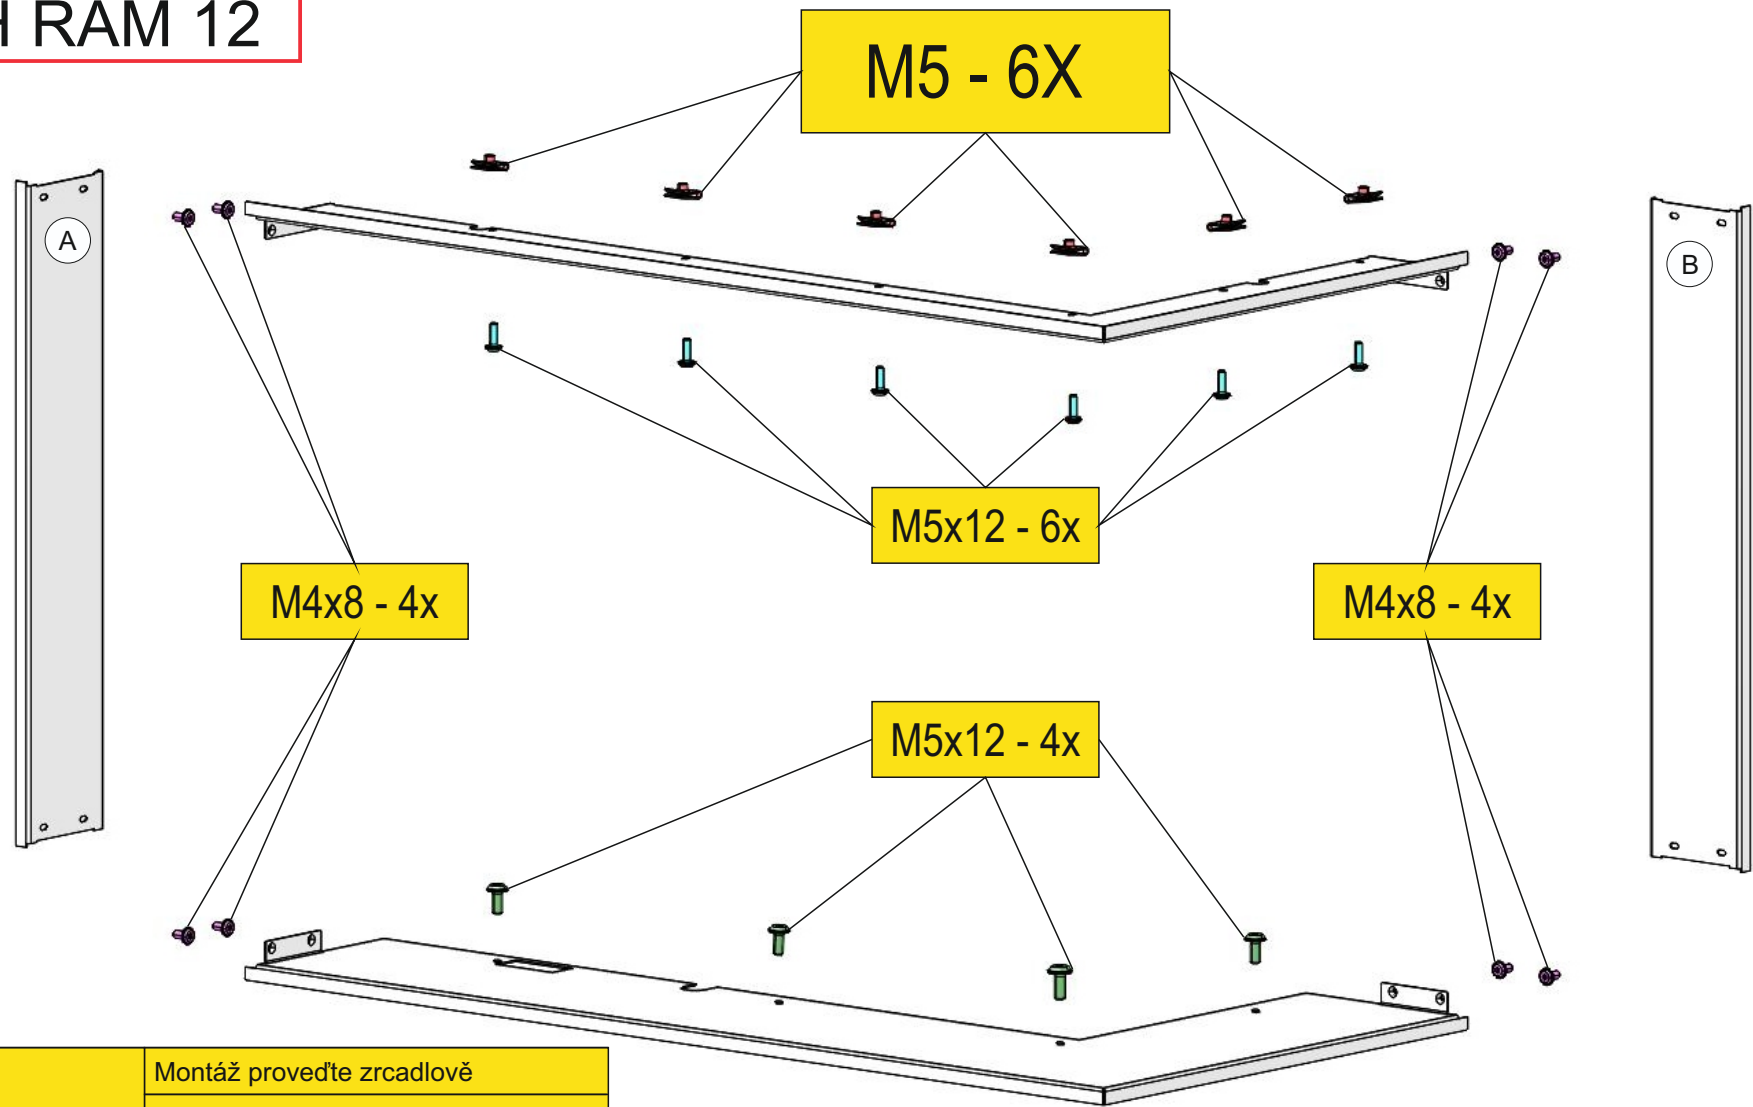 H RAM 12
M5 - 6X
A
B
M5x12 - 6x
M4x8 - 4x
M4x8 - 4x
M5x12 - 4x
Montáž proveďte zrcadlově